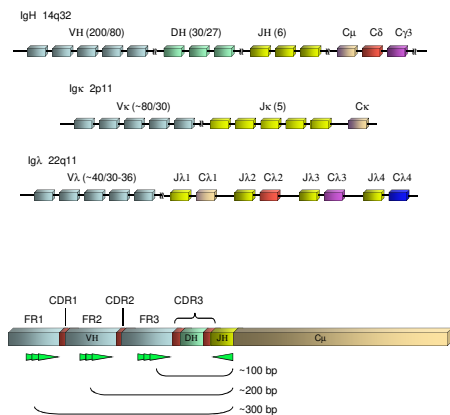 IgH 14q32
VH (200/80) DH (30/27) JH (6) Cμ Cδ Cγ3
Igκ 2p11
Vκ (~80/30) Jκ (5) Cκ
Igλ 22q11
Vλ (~40/30-36) Jλ1 Cλ1 Jλ2 Cλ2 Jλ3 Cλ3 Jλ4 Cλ4
CDR1 CDR2 CDR3
FR1 FR2 FR3
VH DH JH Cμ
~100 bp
~200 bp
~300 bp